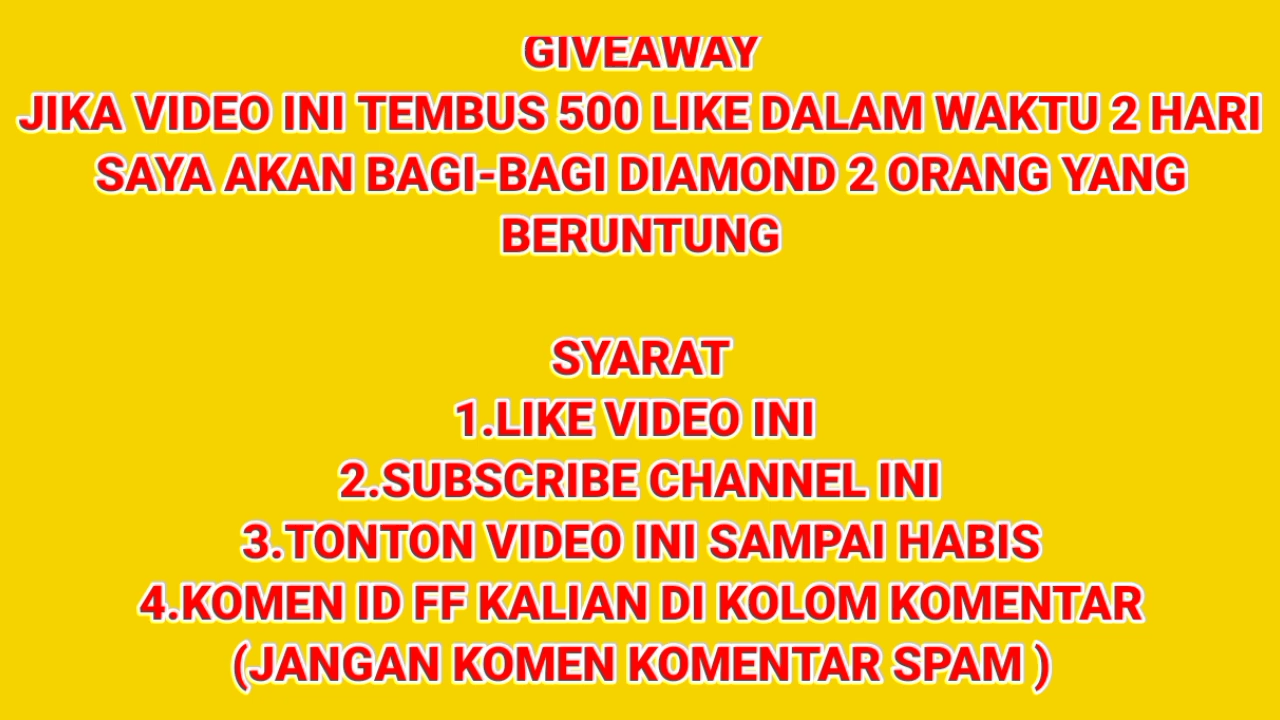 GIVEAWAY
JIKA VIDEO INI TEMBUS 500 LIKE DALAM WAKTU 2 HARI
SAYA AKAN BAGI-BAGI DIAMOND 2 ORANG YANG
BERUNTUNG
SYARAT
1.LIKE VIDEO INI
2.SUBSCRIBE CHANNEL INI
3.TONTON VIDEO INI SAMPAI HABIS
4.KOMEN ID FF KALIAN DI KOLOM KOMENTAR
(JANGAN KOMEN KOMENTAR SPAM )